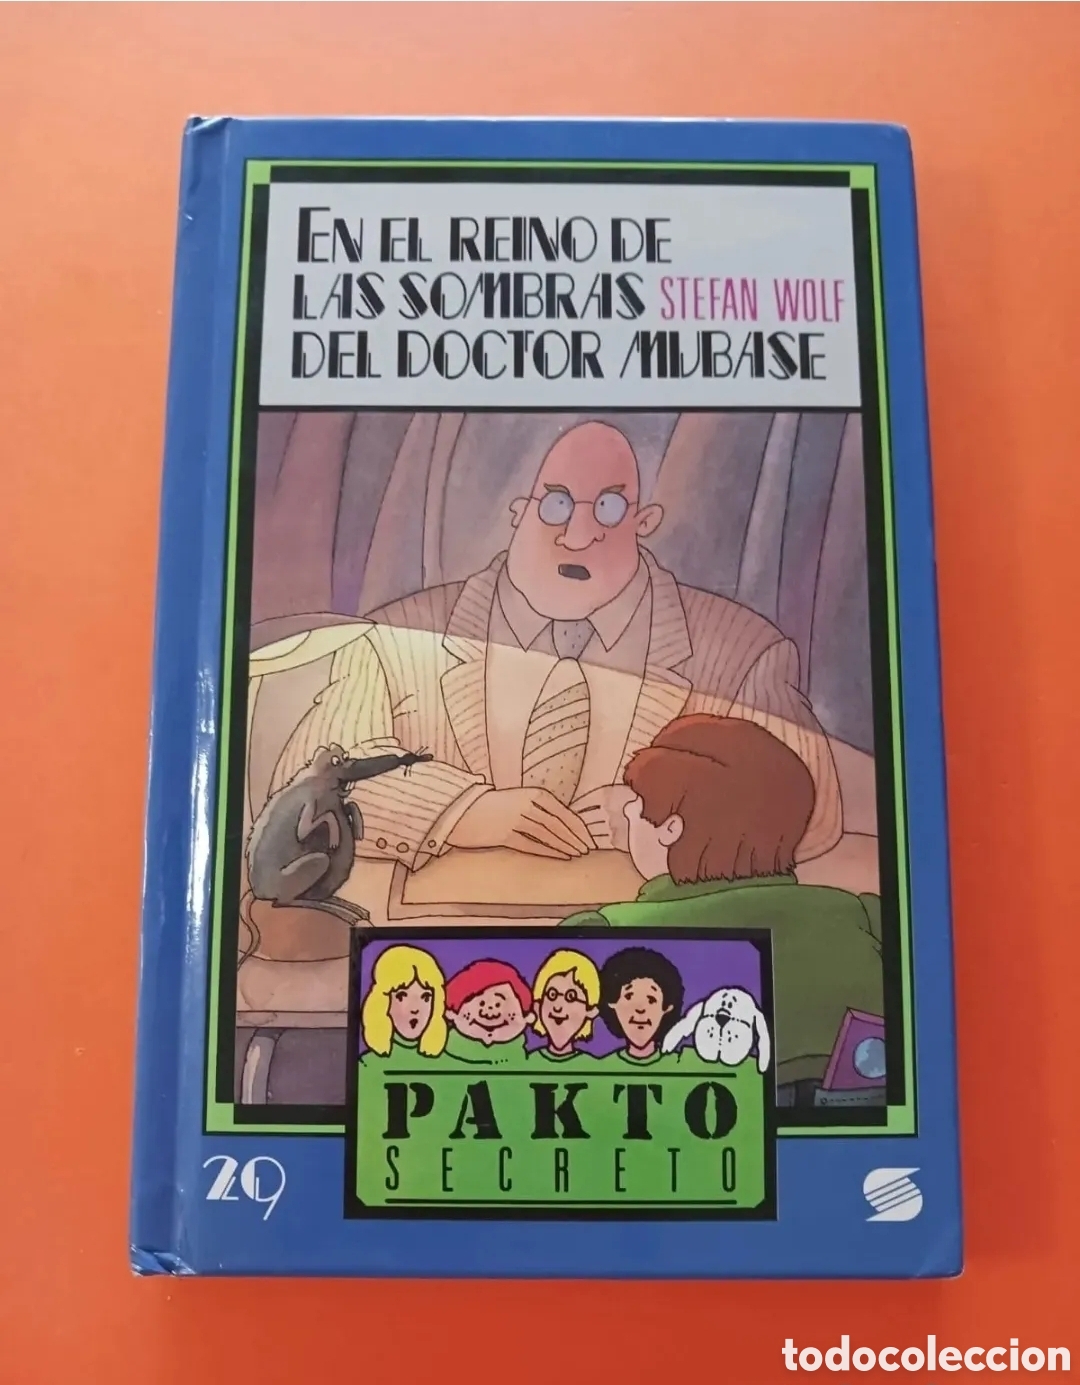 EN EL REINO DE
LAS SOMBRAS STEFAN WOLF
DEL DOCTOR MUBASE
PAKTO
SECRETO
29
todocoleccion